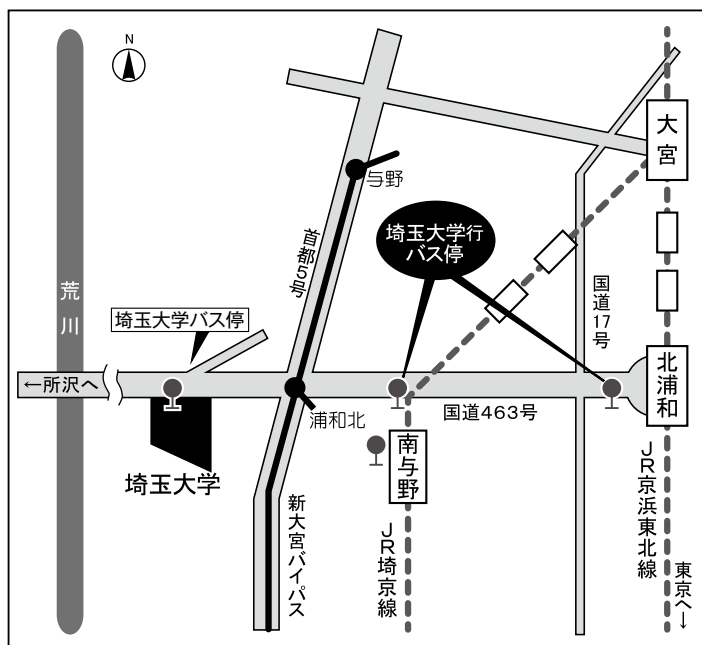 N
大宮
与野
埼玉大学行
バス停
首都5号
国道17号
荒川
埼玉大学バス停
←所沢へ
浦和北
国道463号
北浦和
南与野
埼玉大学
新大宮バイパス
JR埼京線
JR京浜東北線
東京へ→